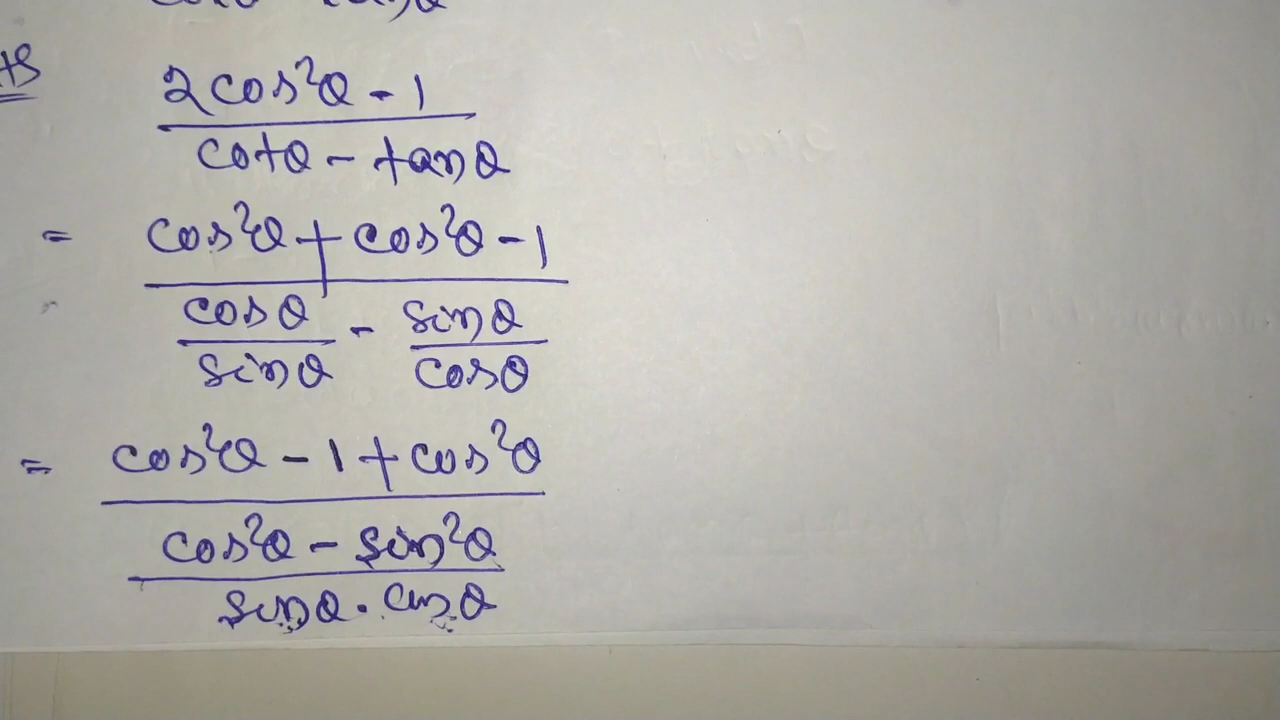 2cos²θ - 1
cotθ - tanθ
= cos²θ + cos²θ - 1
cosθ - sinθ
sinθ cosθ
= cos²θ - 1 + cos²θ
cos²θ - sin²θ
sinθ . cosθ